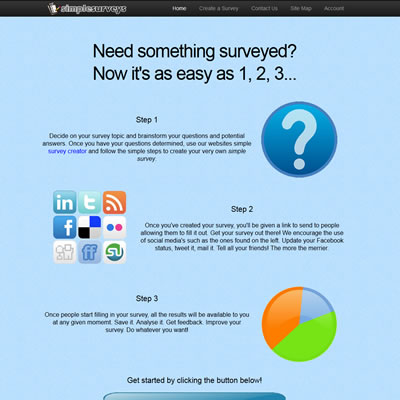 simplesurveys
Home Create a Survey Contact Us Site Map Account
Need something surveyed?
Now it's as easy as 1, 2, 3...
Step 1
Decide on your survey topic and brainstorm your questions and potential
answers. Once you have your questions determined, use our websites simple
survey creator and follow the simple steps to create your very own simple
survey.
?
in t
f
ff
Step 2
Once you've created your survey, you'll be given a link to send to people
allowing them to fill it out. Get your survey out there! We encourage the use
of social media's such as the ones found on the left. Update your Facebook
status, tweet it, mail it. Tell all your friends! The more the merrier.
Step 3
Once people start filling in your survey, all the results will be available to you
at any given moment. Save it. Analyse it. Get feedback. Improve your
survey. Do whatever you want!
Get started by clicking the button below!